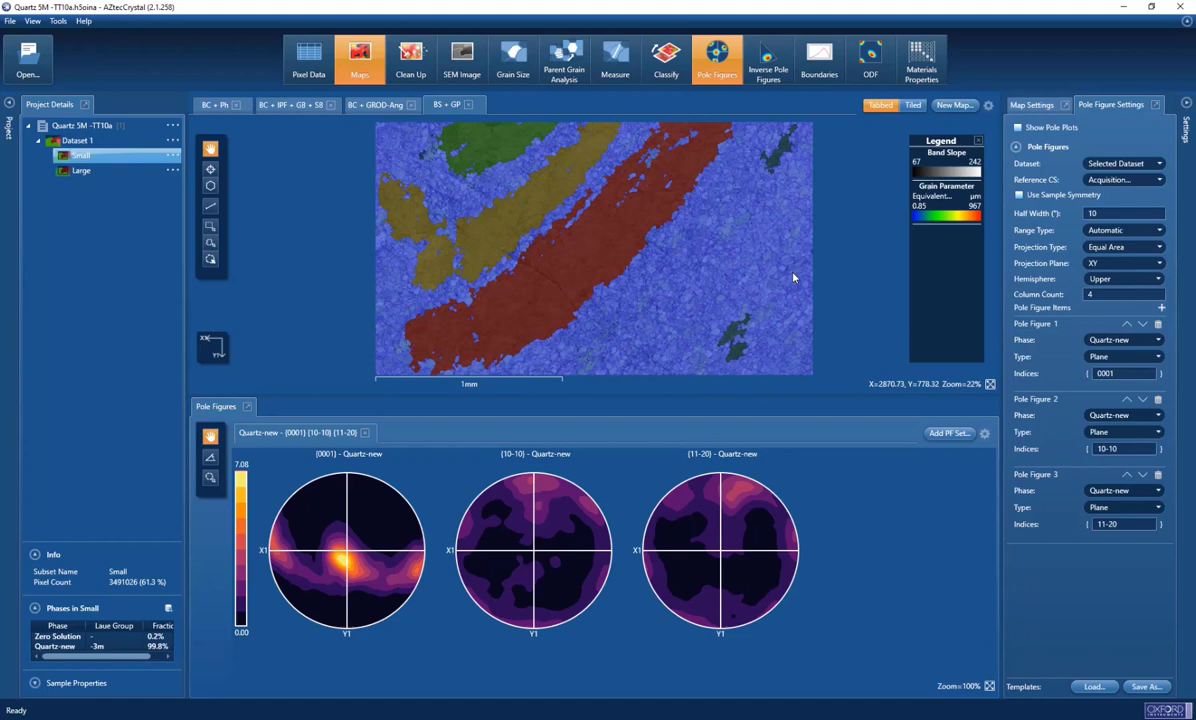 Quartz 5M -TT10a.h5oina - AZtecCrystal (2.1.258)
File View Tools Help
Open...
Pixel Data
Maps
Clean Up
SEM Image
Grain Size
Parent Grain
Analysis
Measure
Classify
Pole Figures
Inverse Pole
Figures
Boundaries
ODF
Materials
Properties
Project
Project Details
Quartz 5M -TT10a [1]
Dataset 1
Small
Large
Info
Subset Name Small
Pixel Count 3491026 (61.3 %)
Phases in Small
Phase Laue Group Fractic
Zero Solution - 0.2%
Quartz-new -3m 99.8%
Sample Properties
BC + Ph
BC + IPF + GB + SB
BC + GROD-Ang
BS + GP
Tabbed Tiled
New Map...
Legend
Band Slope
67 242
Grain Parameter
Equivalent... µm
0.85 967
1mm
X=2870.73, Y=778.32 Zoom=22%
Pole Figures
Quartz-new - {0001} {10-10} {11-20}
Add PF Set...
7.08
0.00
{0001} - Quartz-new
X1
Y1
{10-10} - Quartz-new
X1
Y1
{11-20} - Quartz-new
X1
Y1
Zoom=100%
Map Settings
Pole Figure Settings
Settings
Show Pole Plots
Pole Figures
Dataset: Selected Dataset
Reference CS: Acquisition...
Use Sample Symmetry
Half Width (°): 10
Range Type: Automatic
Projection Type: Equal Area
Projection Plane: XY
Hemisphere: Upper
Column Count: 4
Pole Figure Items +
Pole Figure 1
Phase: Quartz-new
Type: Plane
Indices: { 0001 }
Pole Figure 2
Phase: Quartz-new
Type: Plane
Indices: { 10-10 }
Pole Figure 3
Phase: Quartz-new
Type: Plane
Indices: { 11-20 }
Templates: Load... Save As...
Ready
OXFORD
INSTRUMENTS